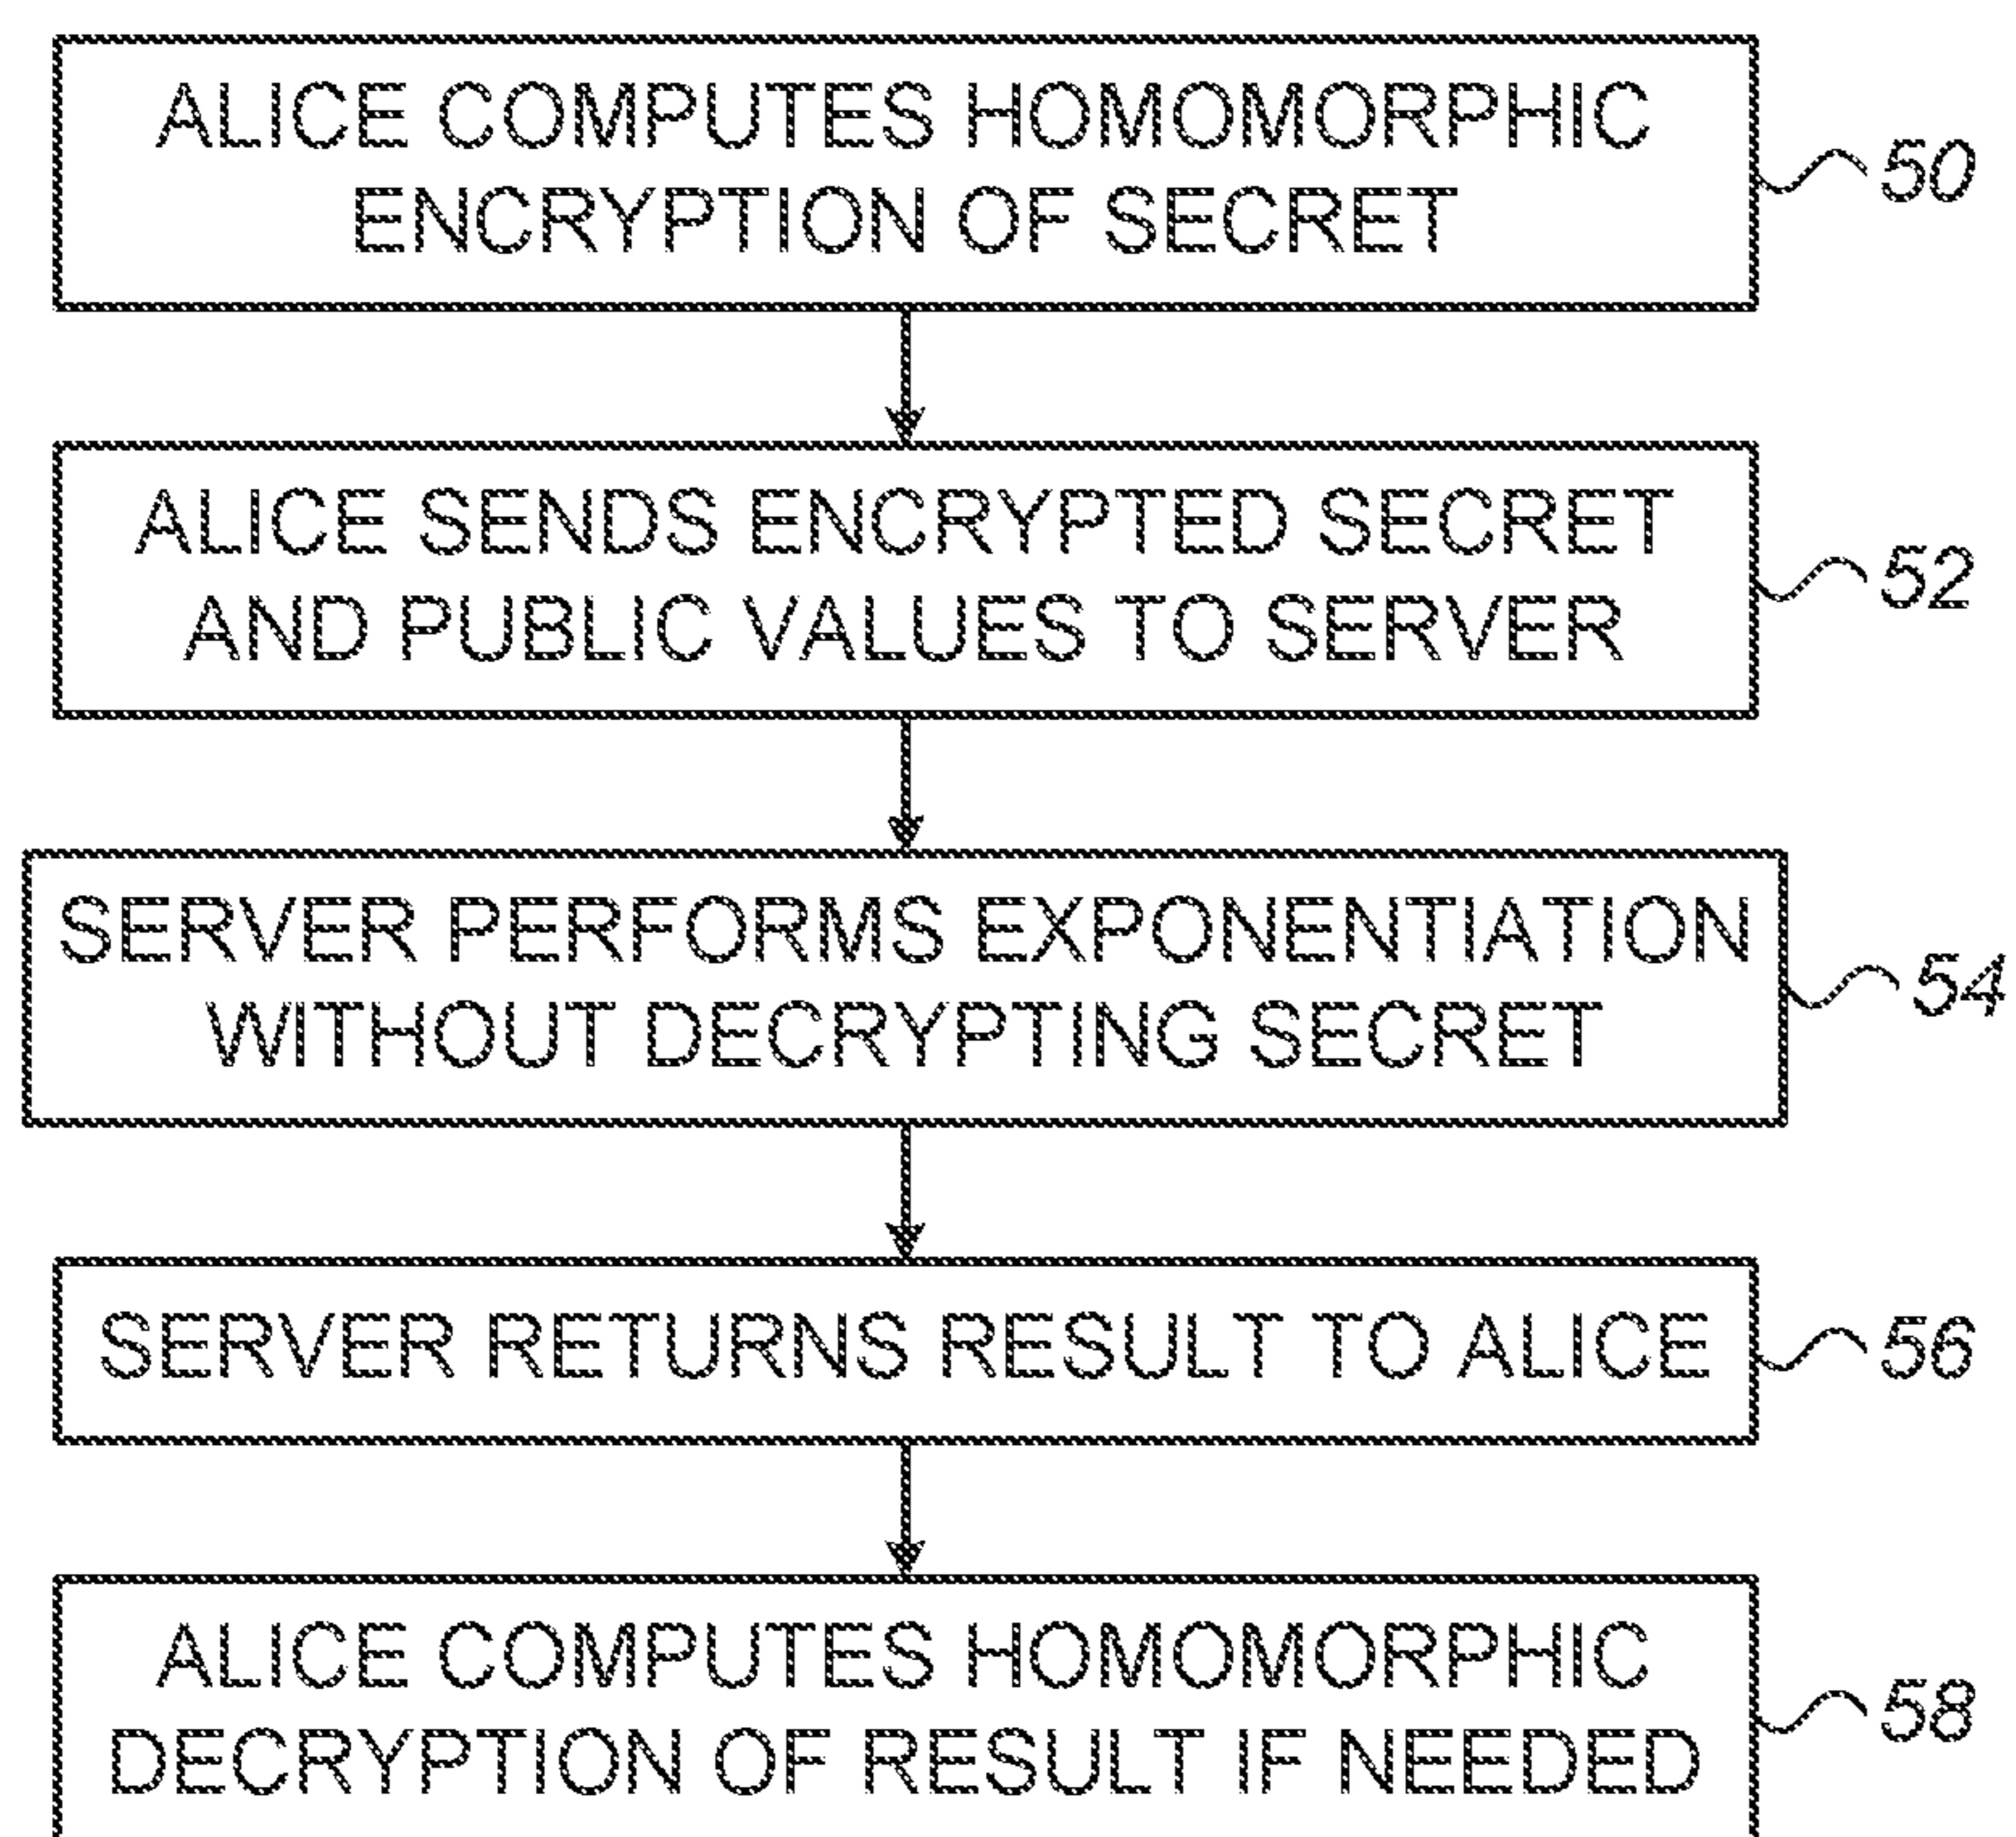 ALICE COMPUTES HOMOMORPHIC
ENCRYPTION OF SECRET
50
ALICE SENDS ENCRYPTED SECRET
AND PUBLIC VALUES TO SERVER
52
SERVER PERFORMS EXPONENTIATION
WITHOUT DECRYPTING SECRET
54
SERVER RETURNS RESULT TO ALICE
56
ALICE COMPUTES HOMOMORPHIC
DECRYPTION OF RESULT IF NEEDED
58